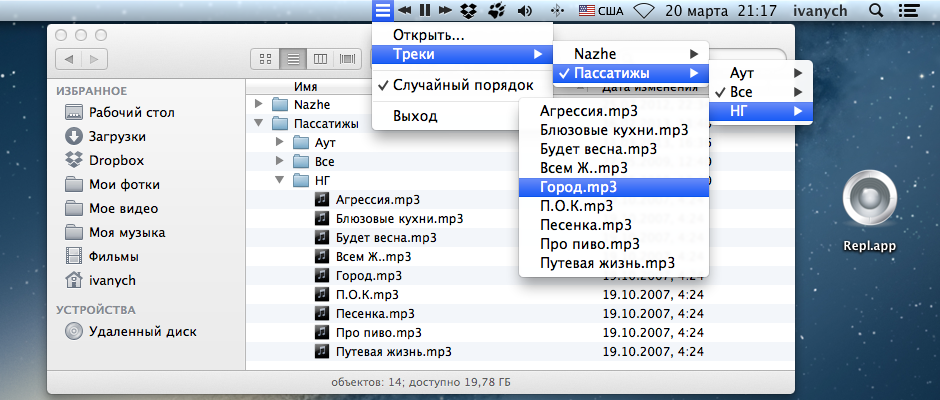 США 20 марта 21:17 ivanych
Открыть...
Треки
Случайный порядок
Выход
Nazhe
Пассатижы
Аут
Все
НГ
Агрессия.mp3
Блюзовые кухни.mp3
Будет весна.mp3
Всем Ж..mp3
Город.mp3
П.О.К.mp3
Песенка.mp3
Про пиво.mp3
Путевая жизнь.mp3
ИЗБРАННОЕ
Рабочий стол
Загрузки
Dropbox
Мои фотки
Мое видео
Моя музыка
Фильмы
ivanych
УСТРОЙСТВА
Удаленный диск
Имя
Дата изменения
Nazhe
Пассатижы
Аут
Все
НГ
Агрессия.mp3
Блюзовые кухни.mp3
Будет весна.mp3
Всем Ж..mp3
Город.mp3 19.10.2007, 4:24
П.О.К.mp3 19.10.2007, 4:24
Песенка.mp3 19.10.2007, 4:24
Про пиво.mp3 19.10.2007, 4:24
Путевая жизнь.mp3 19.10.2007, 4:24
объектов: 14; доступно 19,78 ГБ
Repl.app